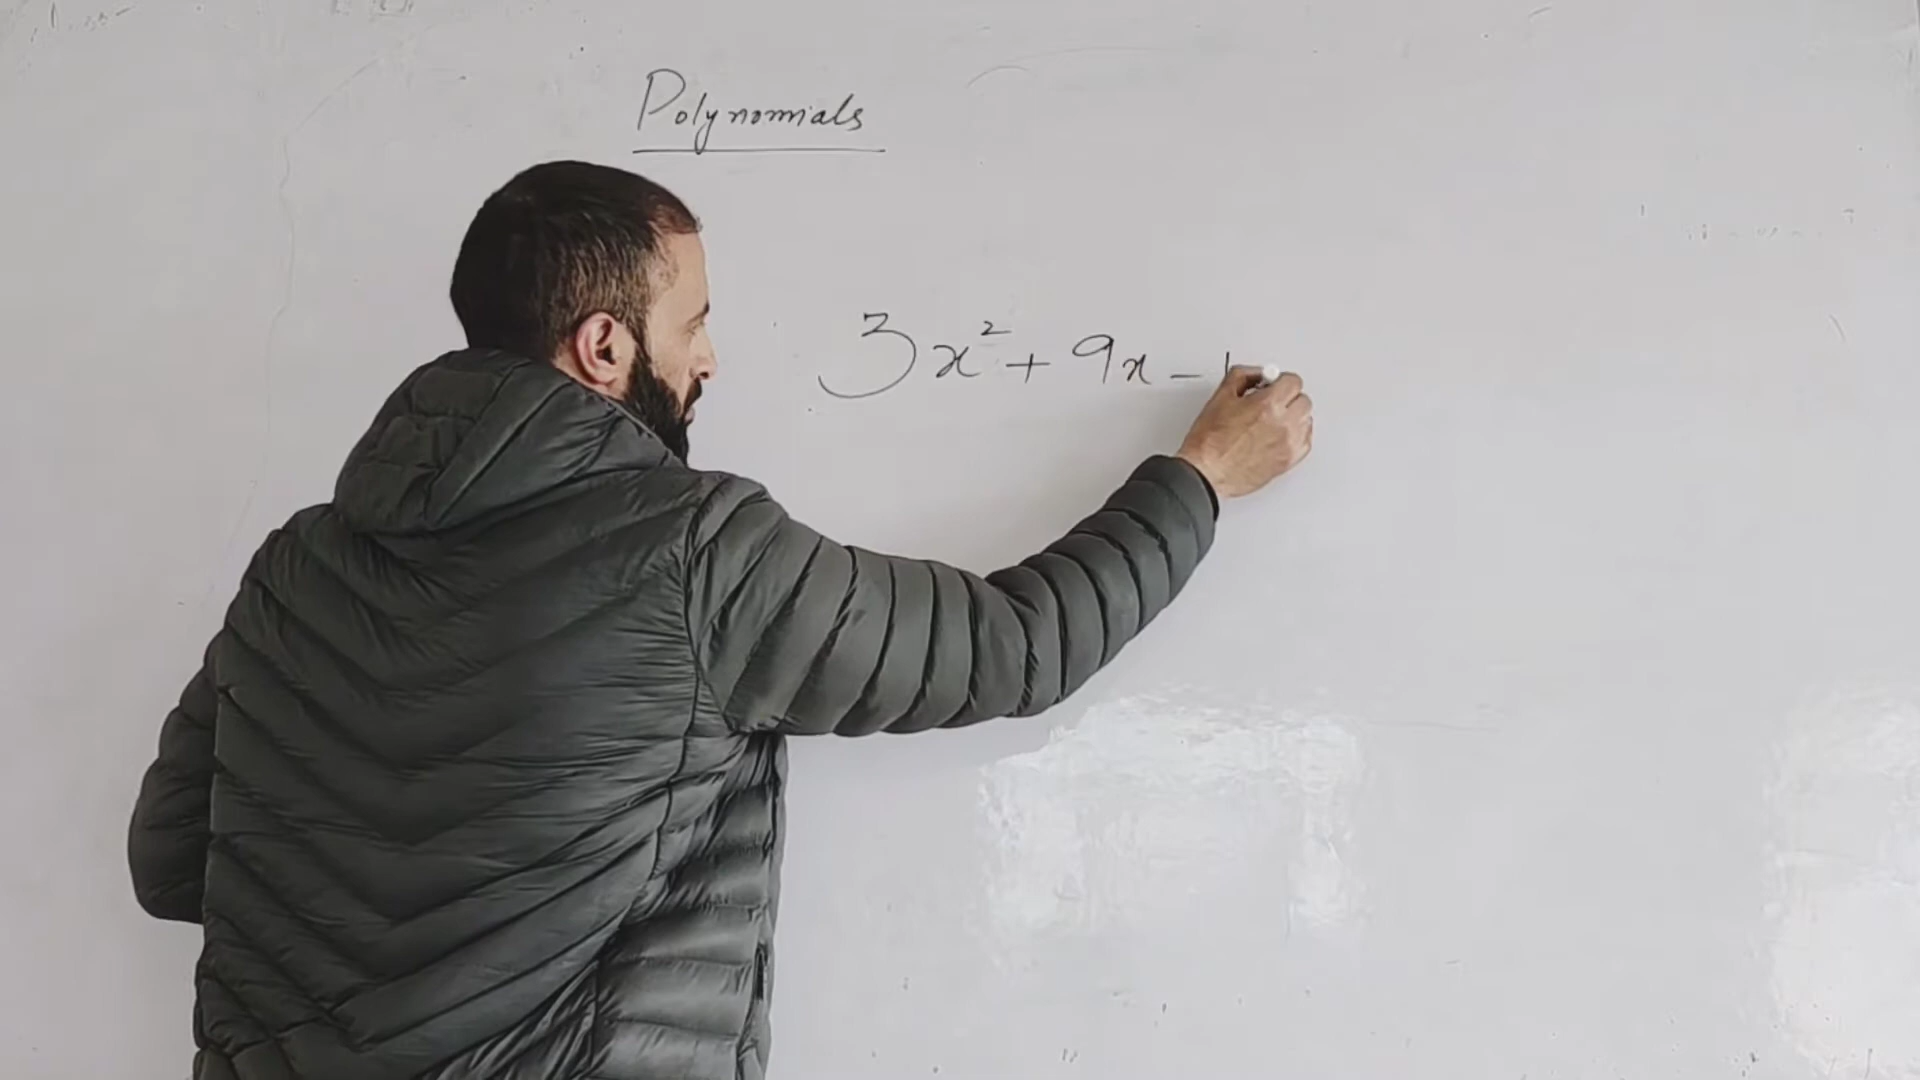 Polynomials
3x² + 9x -